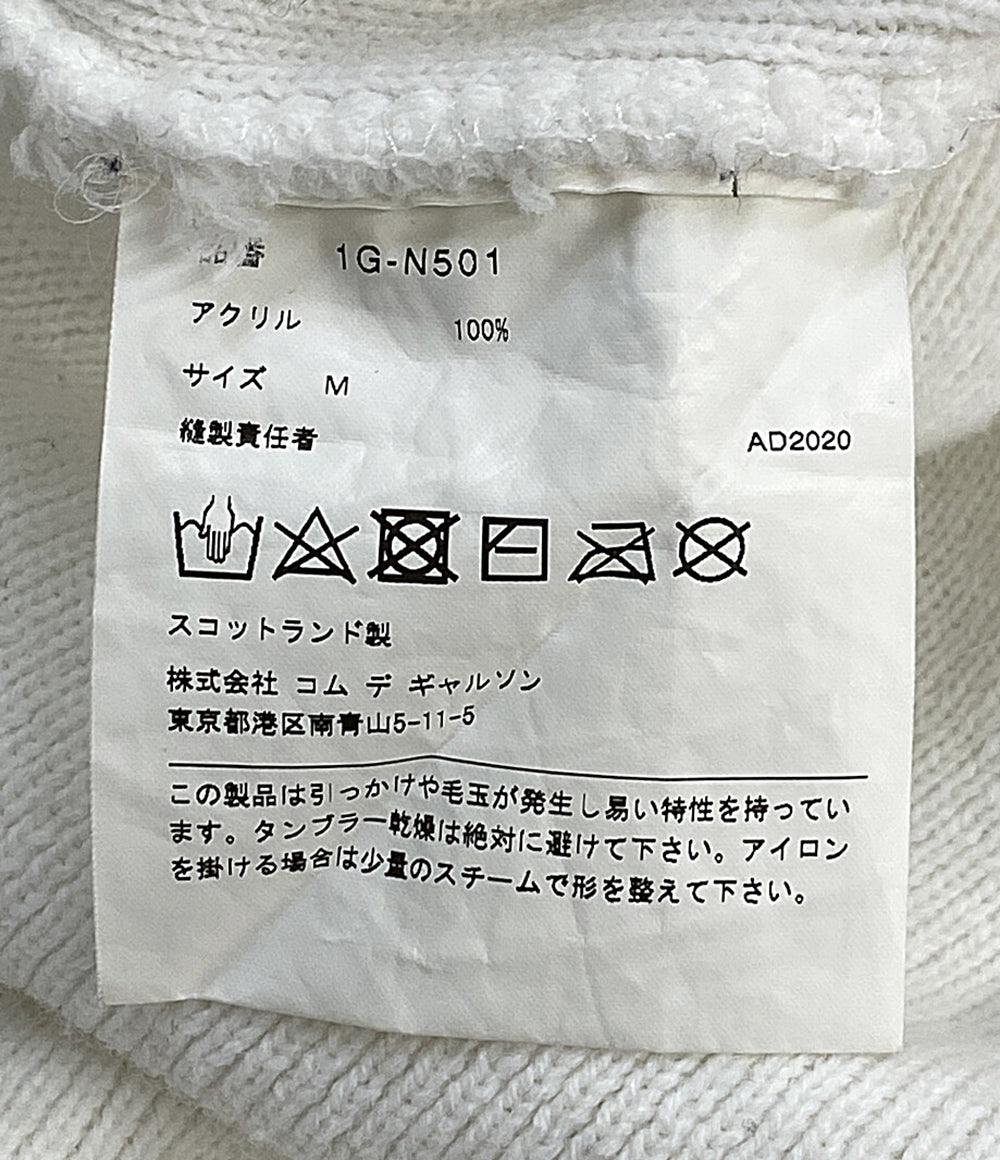 品番 1G-N501
アクリル 100%
サイズ M
縫製責任者 AD2020
スコットランド製
株式会社 コム デ ギャルソン
東京都港区南青山5-11-5
この製品は引っかけや毛玉が発生し易い特性を持ってい
ます。タンブラー乾燥は絶対に避けて下さい。アイロン
を掛ける場合は少量のスチームで形を整えて下さい。